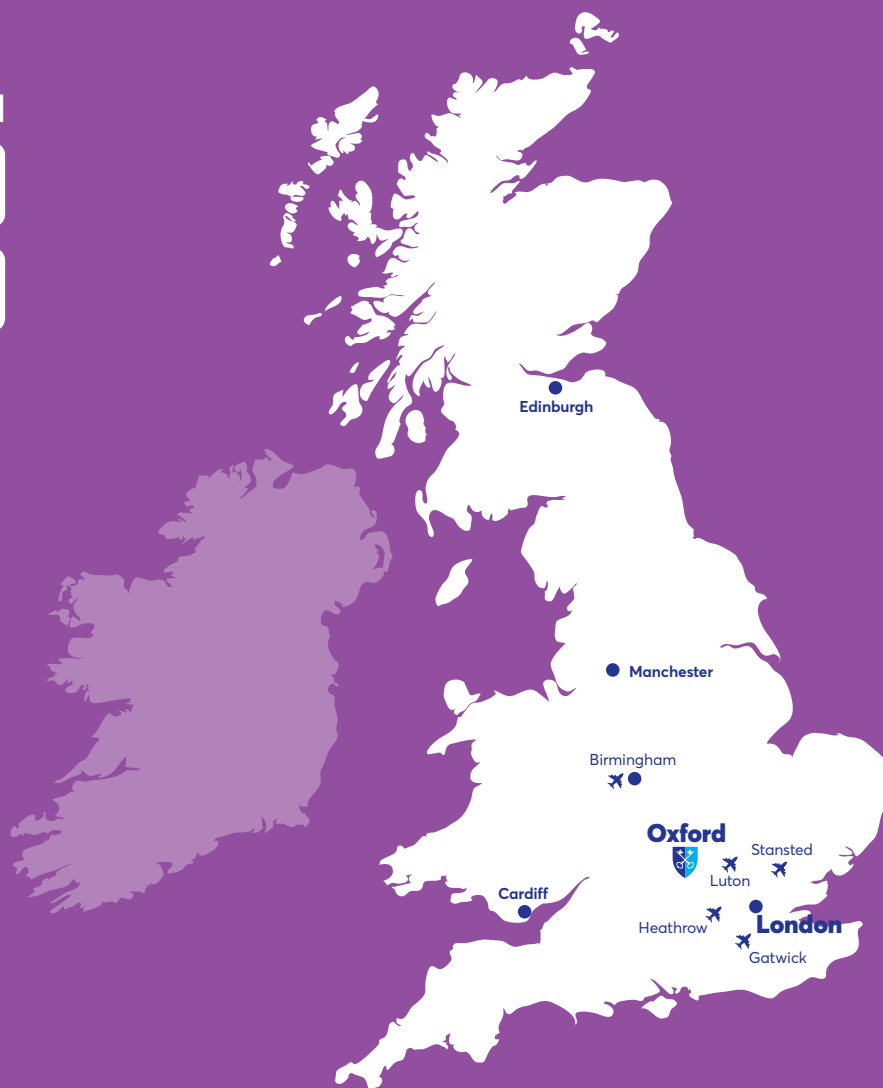 Edinburgh
Manchester
Birmingham
Oxford
Stansted
Luton
Cardiff
London
Heathrow
Gatwick